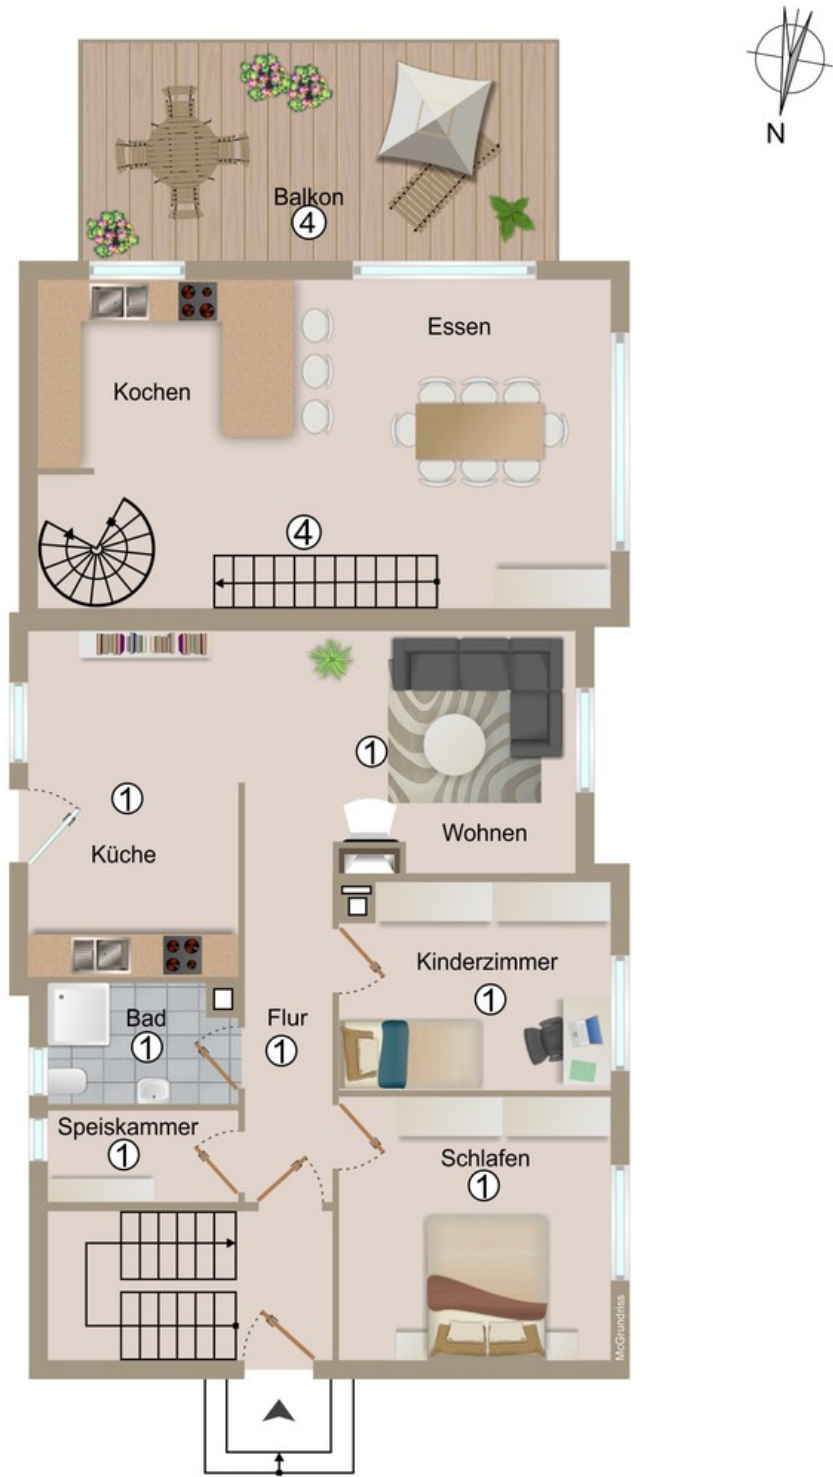 N
Balkon
④
Essen
Kochen
④
①
①
Wohnen
Küche
Kinderzimmer
①
Bad
①
Flur
①
Speiskammer
①
Schlafen
①
McGrundriss